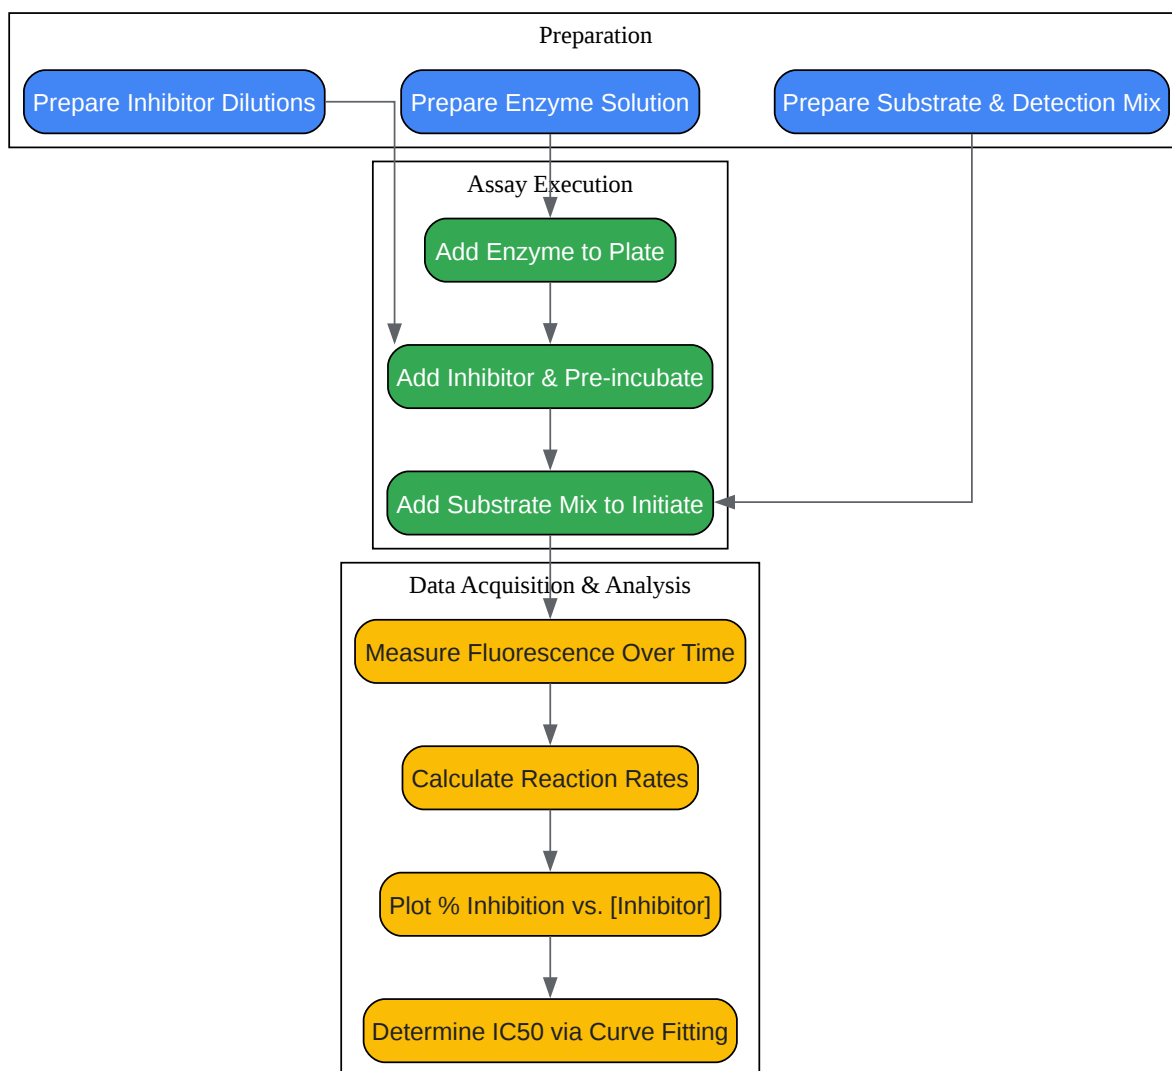 Preparation
Prepare Inhibitor Dilutions
Prepare Enzyme Solution
Prepare Substrate & Detection Mix
Assay Execution
Add Enzyme to Plate
Add Inhibitor & Pre-incubate
Add Substrate Mix to Initiate
Data Acquisition & Analysis
Measure Fluorescence Over Time
Calculate Reaction Rates
Plot % Inhibition vs. [Inhibitor]
Determine IC50 via Curve Fitting